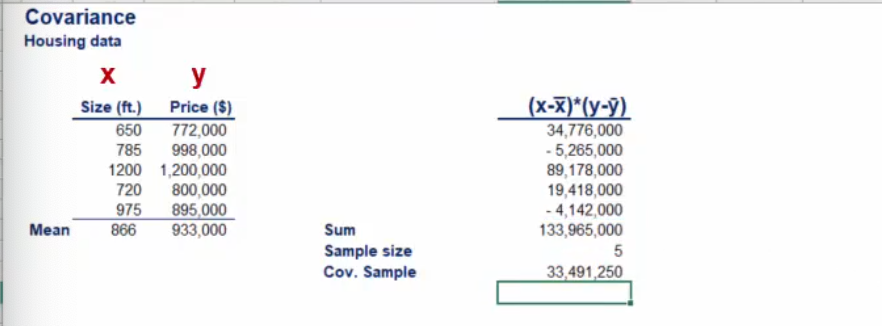 Covariance
Housing data
x y
Size (ft.) Price ($) (x-x̅)*(y-ȳ)
650 772,000 34,776,000
785 998,000 - 5,265,000
1200 1,200,000 89,178,000
720 800,000 19,418,000
975 895,000 - 4,142,000
Mean 866 933,000 Sum 133,965,000
Sample size 5
Cov. Sample 33,491,250